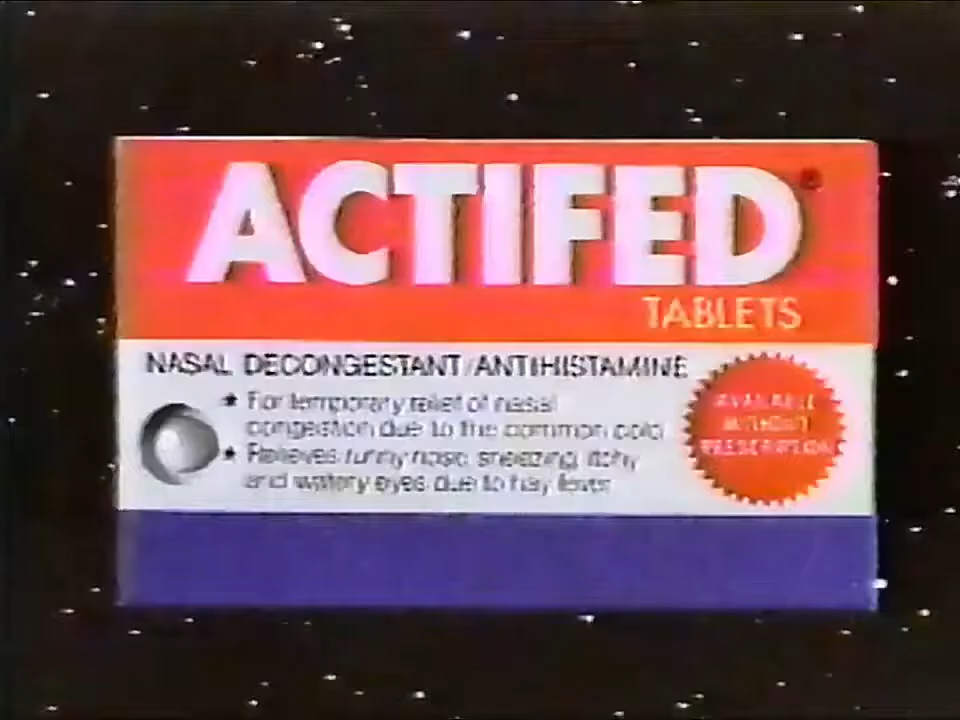 ACTIFED®
TABLETS
NASAL DECONGESTANT/ANTIHISTAMINE
★ For temporary relief of nasal
congestion due to the common cold
★ Relieves runny nose, sneezing, itchy
and watery eyes due to hay fever
AVAILABLE
WITHOUT
PRESCRIPTION